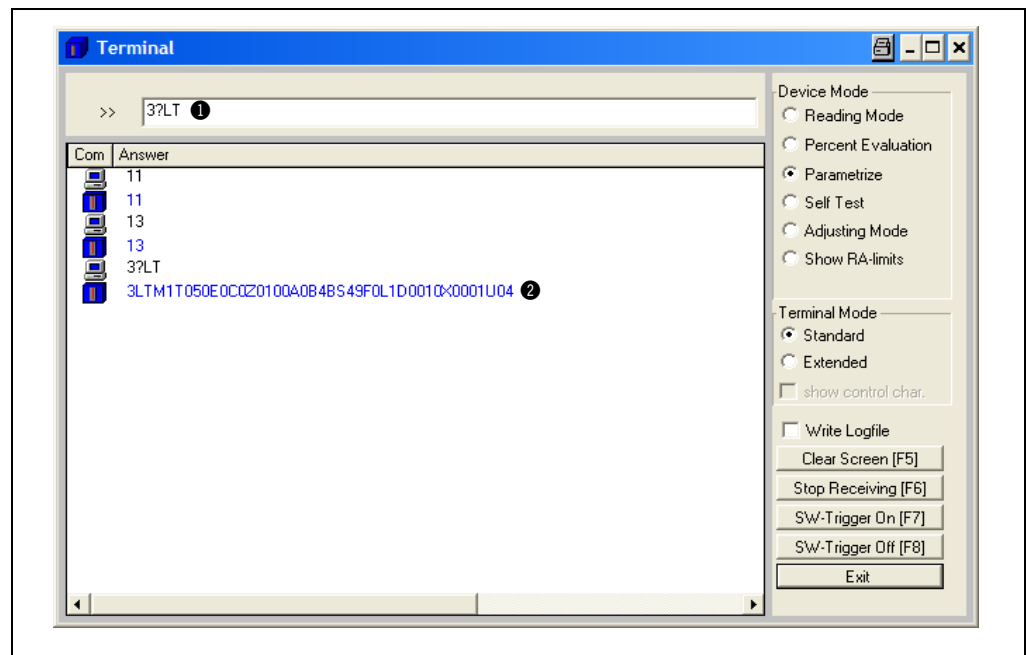 Terminal
>> 3?LT ❶
Com Answer
11
11
13
13
3?LT
3LTM1T050E0C0Z0100A0B4BS49F0L1D0010X0001U04 ❷
Device Mode
Reading Mode
Percent Evaluation
Parametrize
Self Test
Adjusting Mode
Show RA-limits
Terminal Mode
Standard
Extended
show control char.
Write Logfile
Clear Screen [F5]
Stop Receiving [F6]
SW-Trigger On [F7]
SW-Trigger Off [F8]
Exit